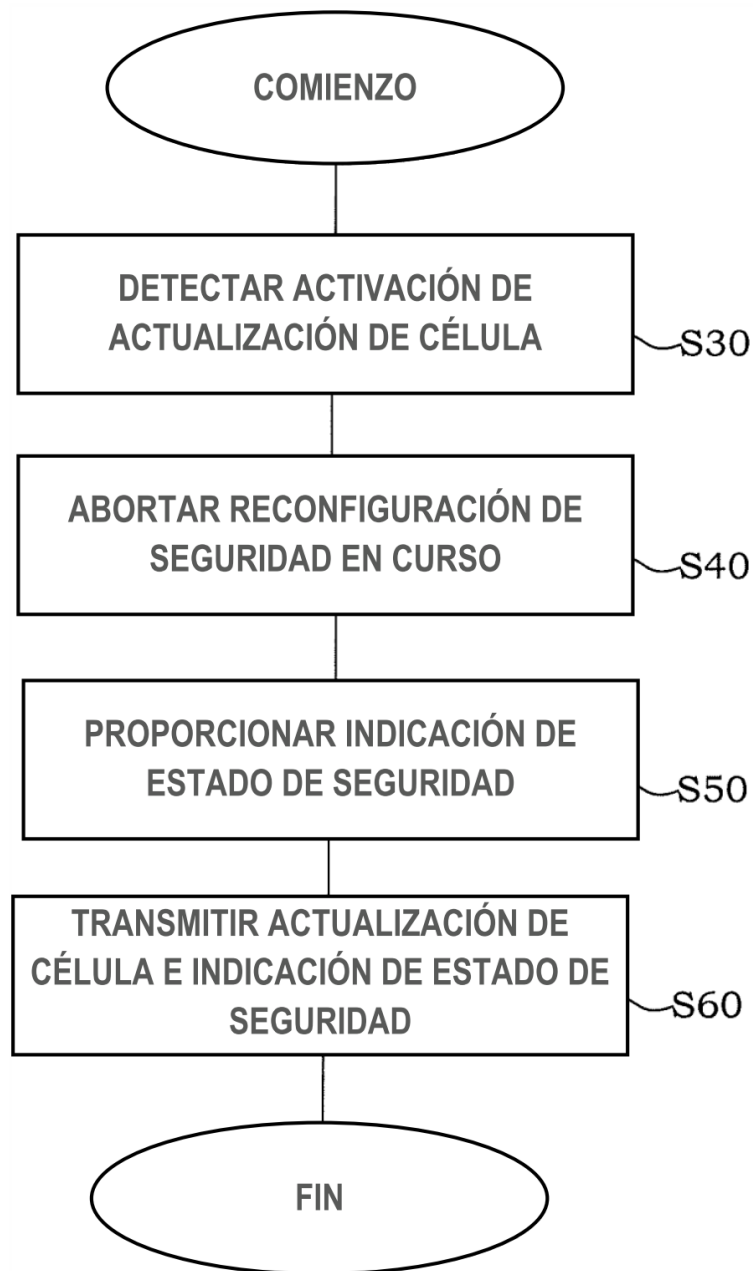 COMIENZO
DETECTAR ACTIVACIÓN DE
ACTUALIZACIÓN DE CÉLULA
S30
ABORTAR RECONFIGURACIÓN DE
SEGURIDAD EN CURSO
S40
PROPORCIONAR INDICACIÓN DE
ESTADO DE SEGURIDAD
S50
TRANSMITIR ACTUALIZACIÓN DE
CÉLULA E INDICACIÓN DE ESTADO DE
SEGURIDAD
S60
FIN